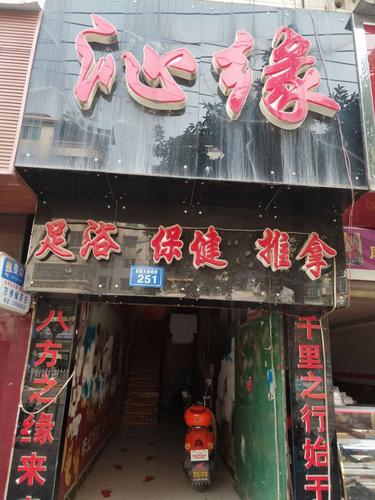 沁缘
足浴 保健 推拿
251
八方之缘来
千里之行始于